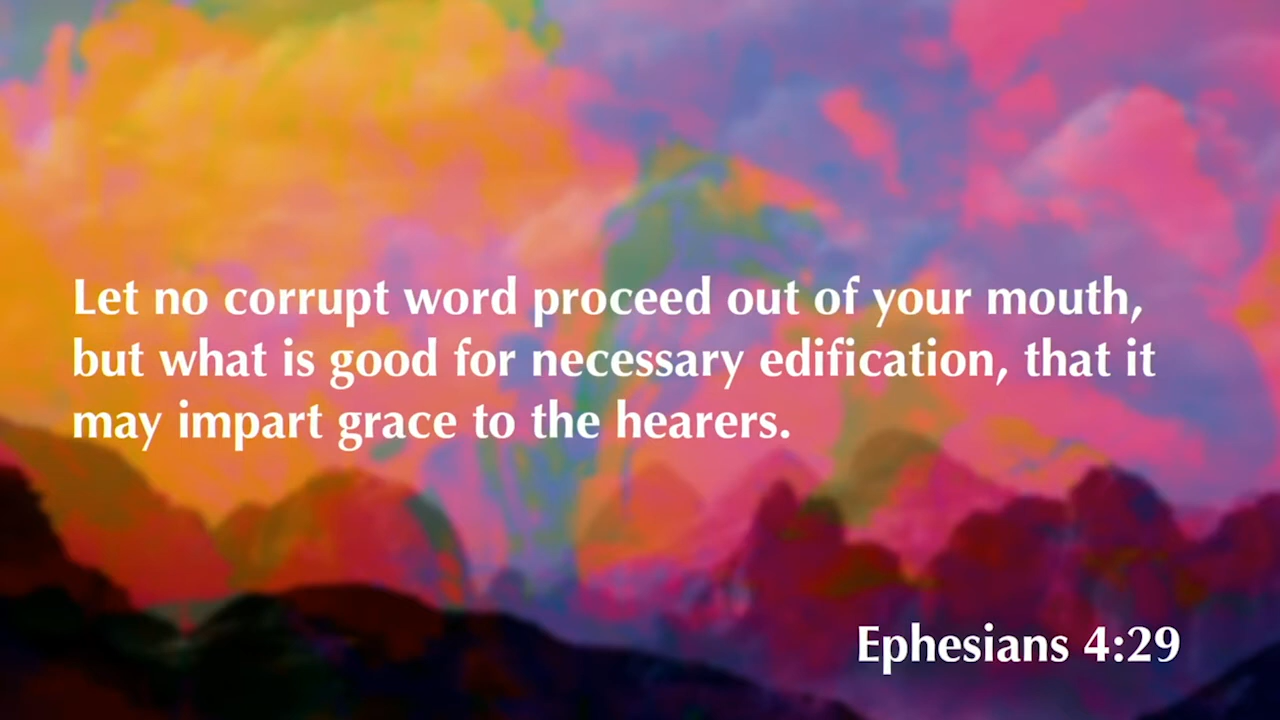 Let no corrupt word proceed out of your mouth,
but what is good for necessary edification, that it
may impart grace to the hearers.
Ephesians 4:29